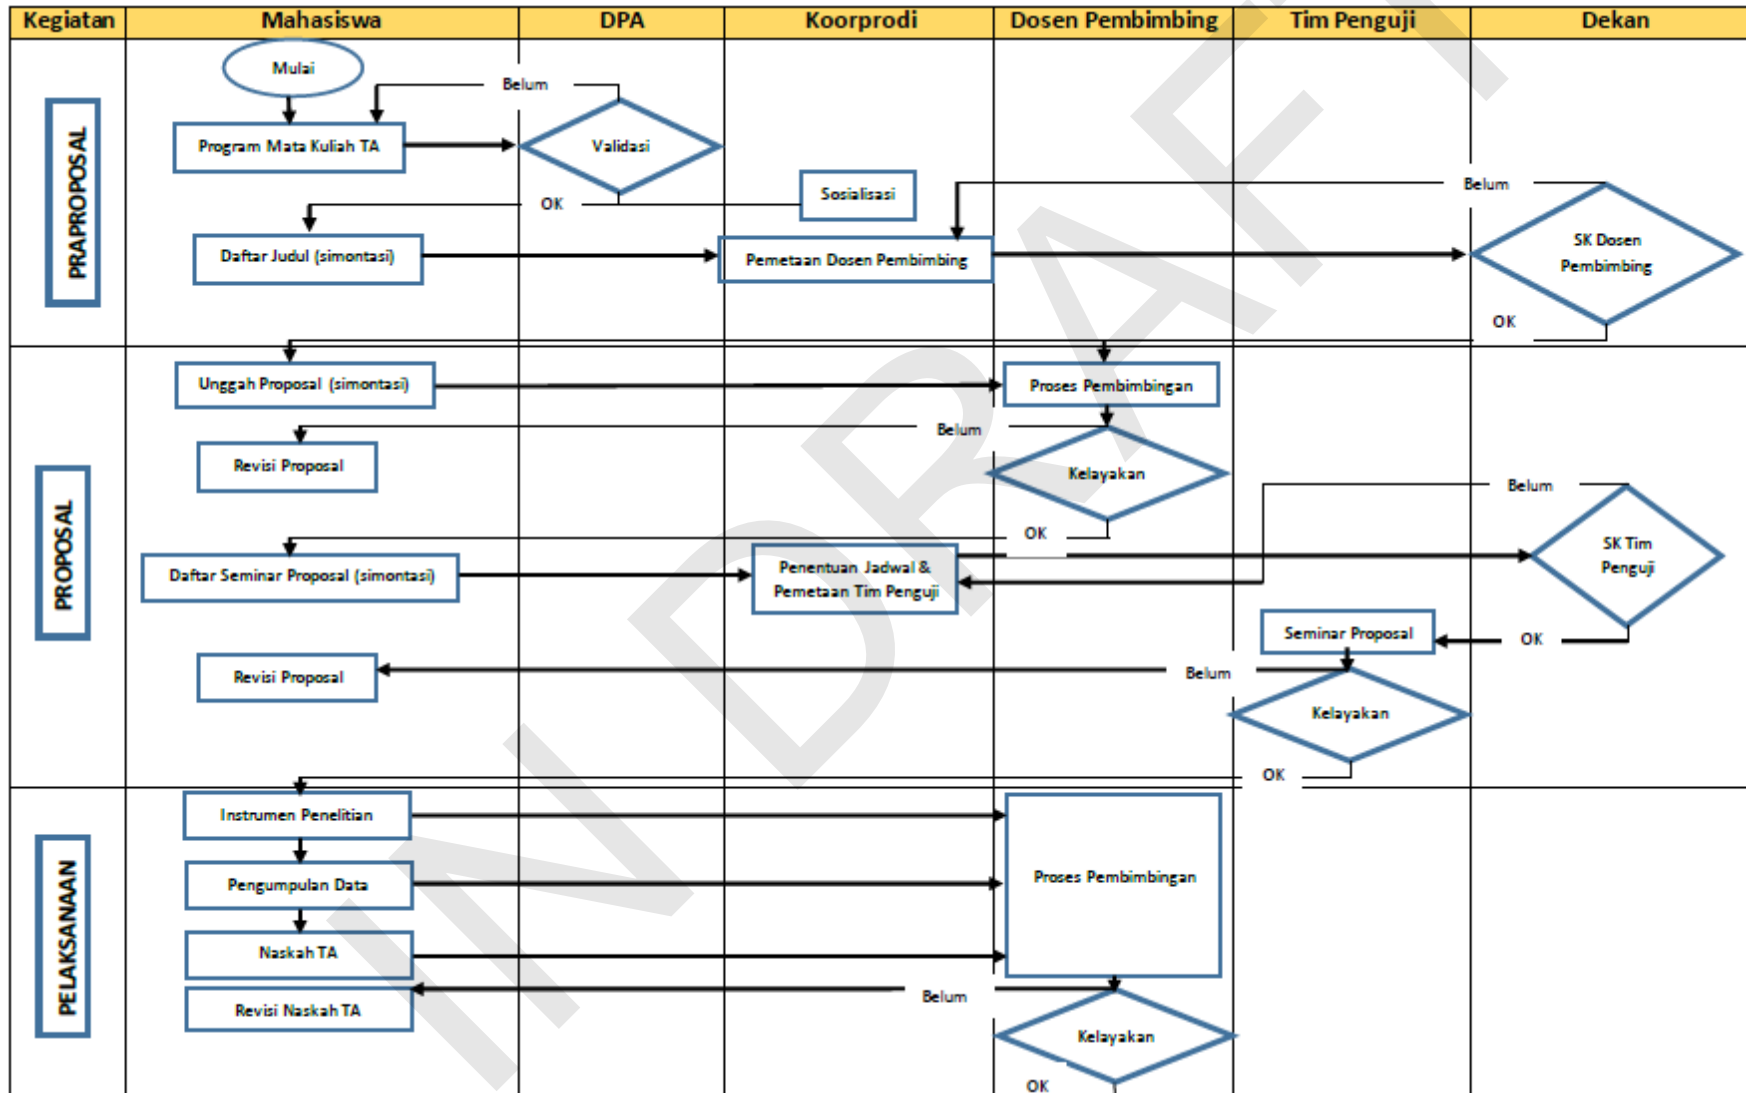 Kegiatan Mahasiswa DPA Koorprodi Dosen Pembimbing Tim Penguji Dekan
PRAPROPOSAL
Mulai
Belum
Program Mata Kuliah TA
Validasi
Sosialisasi
Belum
OK
Daftar Judul (simontasi)
Pemetaan Dosen Pembimbing
SK Dosen
Pembimbing
OK
PROPOSAL
Unggah Proposal (simontasi)
Proses Pembimbingan
Belum
Revisi Proposal
Kelayakan
Belum
OK
Daftar Seminar Proposal (simontasi)
Penentuan Jadwal &
Pemetaan Tim Penguji
SK Tim
Penguji
Seminar Proposal
OK
Revisi Proposal
Belum
Kelayakan
OK
PELAKSANAAN
Instrumen Penelitian
Pengumpulan Data
Proses Pembimbingan
Naskah TA
Belum
Revisi Naskah TA
Kelayakan
OK
IN DRAFT